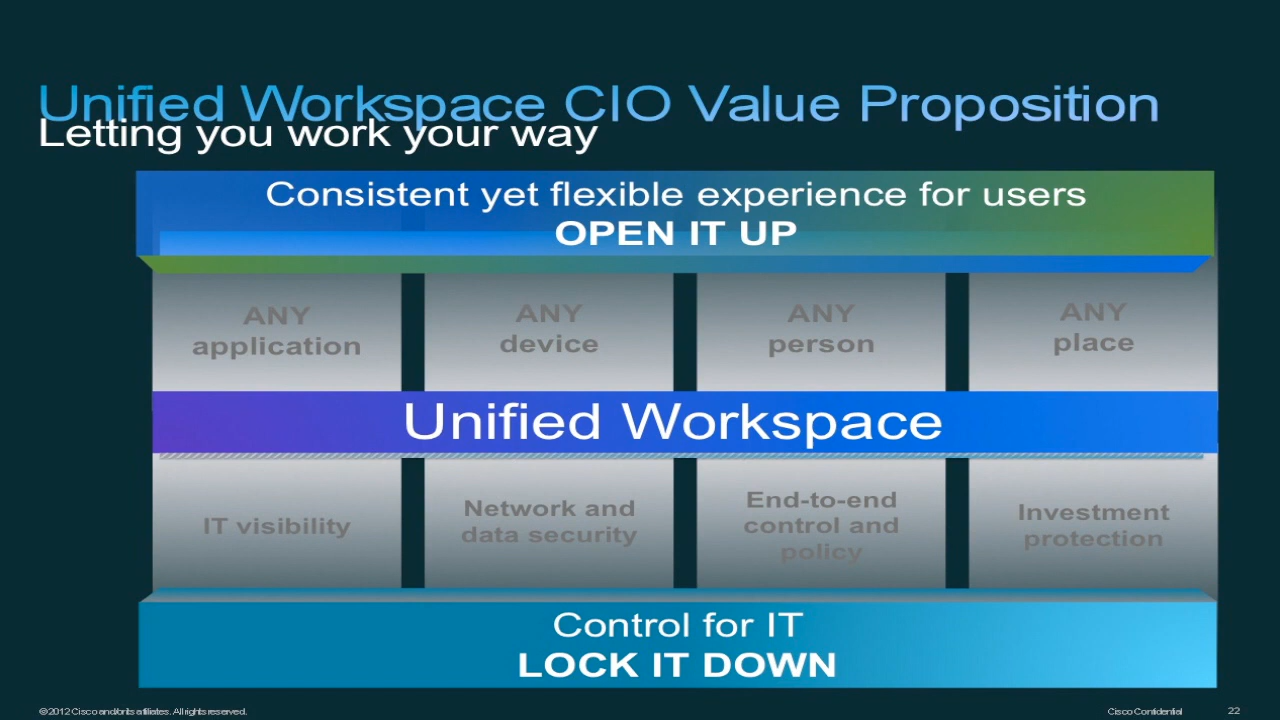 Unified Workspace CIO Value Proposition
Letting you work your way
Consistent yet flexible experience for users
OPEN IT UP
ANY
application
ANY
device
ANY
person
ANY
place
Unified Workspace
IT visibility
Network and
data security
End-to-end
control and
policy
Investment
protection
Control for IT
LOCK IT DOWN
© 2012 Cisco and/or its affiliates. All rights reserved.
Cisco Confidential
22